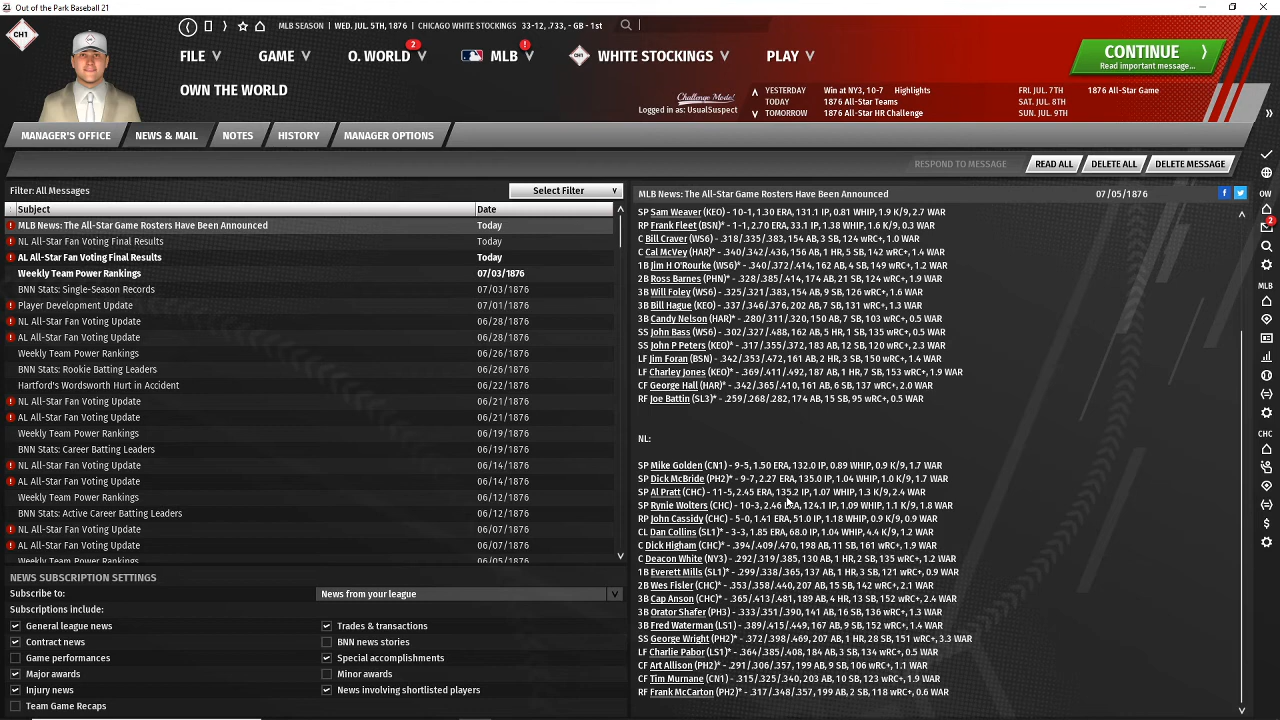 Out of the Park Baseball 21
CH1
MLB SEASON | WED. JUL. 5TH, 1876 | CHICAGO WHITE STOCKINGS 33-12, .733, - GB - 1st
FILE GAME O. WORLD 2 MLB ! WHITE STOCKINGS PLAY
CONTINUE
Read important message...
OWN THE WORLD
Challenge Mode!
Logged in as: UsualSuspect
YESTERDAY Win at NY3, 10-7 Highlights FRI. JUL. 7TH 1876 All-Star Game
TODAY 1876 All-Star Teams SAT. JUL. 8TH
TOMORROW 1876 All-Star HR Challenge SUN. JUL. 9TH
MANAGER'S OFFICE NEWS & MAIL NOTES HISTORY MANAGER OPTIONS
RESPOND TO MESSAGE READ ALL DELETE ALL DELETE MESSAGE
Filter: All Messages Select Filter
Subject Date
MLB News: The All-Star Game Rosters Have Been Announced Today
NL All-Star Fan Voting Final Results Today
AL All-Star Fan Voting Final Results Today
Weekly Team Power Rankings 07/03/1876
BNN Stats: Single-Season Records 07/03/1876
Player Development Update 07/01/1876
NL All-Star Fan Voting Update 06/28/1876
AL All-Star Fan Voting Update 06/28/1876
Weekly Team Power Rankings 06/26/1876
BNN Stats: Rookie Batting Leaders 06/26/1876
Hartford's Wordsworth Hurt in Accident 06/22/1876
NL All-Star Fan Voting Update 06/21/1876
AL All-Star Fan Voting Update 06/21/1876
Weekly Team Power Rankings 06/19/1876
BNN Stats: Career Batting Leaders 06/19/1876
NL All-Star Fan Voting Update 06/14/1876
AL All-Star Fan Voting Update 06/14/1876
Weekly Team Power Rankings 06/12/1876
BNN Stats: Active Career Batting Leaders 06/12/1876
NL All-Star Fan Voting Update 06/07/1876
AL All-Star Fan Voting Update 06/07/1876
Weekly Team Power Rankings 06/05/1876
NEWS SUBSCRIPTION SETTINGS
Subscribe to: News from your league
Subscriptions include:
General league news Trades & transactions
Contract news BNN news stories
Game performances Special accomplishments
Major awards Minor awards
Injury news News involving shortlisted players
Team Game Recaps
MLB News: The All-Star Game Rosters Have Been Announced 07/05/1876
SP Sam Weaver (KEO) - 10-1, 1.30 ERA, 131.1 IP, 0.81 WHIP, 1.9 K/9, 2.7 WAR
RP Frank Fleet (BSN)* - 1-1, 2.70 ERA, 33.1 IP, 1.38 WHIP, 1.6 K/9, 0.3 WAR
C Bill Craver (WS6) - .318/.335/.383, 154 AB, 3 SB, 124 wRC+, 1.0 WAR
C Cal McVey (HAR)* - .340/.342/.436, 156 AB, 1 HR, 5 SB, 142 wRC+, 1.4 WAR
1B Jim H O'Rourke (WS6)* - .340/.372/.414, 162 AB, 4 SB, 149 wRC+, 1.2 WAR
2B Ross Barnes (PHN)* - .328/.385/.414, 174 AB, 21 SB, 124 wRC+, 1.9 WAR
3B Will Foley (WS6) - .325/.321/.383, 154 AB, 9 SB, 126 wRC+, 1.6 WAR
3B Bill Hague (KEO) - .337/.346/.376, 202 AB, 7 SB, 131 wRC+, 1.3 WAR
3B Candy Nelson (HAR)* - .280/.311/.320, 150 AB, 7 SB, 103 wRC+, 0.5 WAR
SS John Bass (WS6) - .302/.327/.488, 162 AB, 5 HR, 1 SB, 135 wRC+, 0.5 WAR
SS John P Peters (KEO)* - .317/.355/.372, 183 AB, 12 SB, 120 wRC+, 2.3 WAR
LF Jim Foran (BSN) - .342/.353/.472, 161 AB, 2 HR, 3 SB, 150 wRC+, 1.4 WAR
LF Charley Jones (KEO)* - .369/.411/.492, 187 AB, 1 HR, 7 SB, 153 wRC+, 1.9 WAR
CF George Hall (HAR)* - .342/.365/.410, 161 AB, 6 SB, 137 wRC+, 2.0 WAR
RF Joe Battin (SL3)* - .259/.268/.282, 174 AB, 15 SB, 95 wRC+, 0.5 WAR
NL:
SP Mike Golden (CN1) - 9-5, 1.50 ERA, 132.0 IP, 0.89 WHIP, 0.9 K/9, 1.7 WAR
SP Dick McBride (PH2)* - 9-7, 2.27 ERA, 135.0 IP, 1.04 WHIP, 1.0 K/9, 1.7 WAR
SP Al Pratt (CHC) - 11-5, 2.45 ERA, 135.2 IP, 1.07 WHIP, 1.3 K/9, 2.4 WAR
SP Rynie Wolters (CHC) - 10-3, 2.46 ERA, 124.1 IP, 1.09 WHIP, 1.1 K/9, 1.8 WAR
RP John Cassidy (CHC) - 5-0, 1.41 ERA, 51.0 IP, 1.18 WHIP, 0.9 K/9, 0.9 WAR
CL Dan Collins (SL1)* - 3-3, 1.85 ERA, 68.0 IP, 1.04 WHIP, 4.4 K/9, 1.2 WAR
C Dick Higham (CHC)* - .394/.409/.470, 198 AB, 11 SB, 161 wRC+, 1.9 WAR
C Deacon White (NY3) - .292/.319/.385, 130 AB, 1 HR, 2 SB, 135 wRC+, 1.2 WAR
1B Everett Mills (SL1)* - .299/.338/.365, 137 AB, 1 HR, 3 SB, 121 wRC+, 0.9 WAR
2B Wes Fisler (CHC)* - .353/.358/.440, 207 AB, 15 SB, 142 wRC+, 2.1 WAR
3B Cap Anson (CHC)* - .365/.413/.481, 189 AB, 4 HR, 13 SB, 152 wRC+, 2.4 WAR
3B Orator Shafer (PH3) - .333/.351/.390, 141 AB, 16 SB, 136 wRC+, 1.3 WAR
3B Fred Waterman (LS1) - .389/.415/.449, 167 AB, 9 SB, 152 wRC+, 1.4 WAR
SS George Wright (PH2)* - .372/.398/.469, 207 AB, 1 HR, 28 SB, 151 wRC+, 3.3 WAR
LF Charlie Pabor (LS1)* - .364/.385/.408, 184 AB, 3 SB, 134 wRC+, 0.5 WAR
CF Art Allison (PH2)* - .291/.306/.357, 199 AB, 9 SB, 106 wRC+, 1.1 WAR
CF Tim Murnane (CN1) - .315/.325/.340, 203 AB, 10 SB, 123 wRC+, 1.5 WAR
RF Frank McCarton (PH2)* - .317/.348/.357, 199 AB, 2 SB, 118 wRC+, 0.6 WAR
OW
2
MLB
CHC